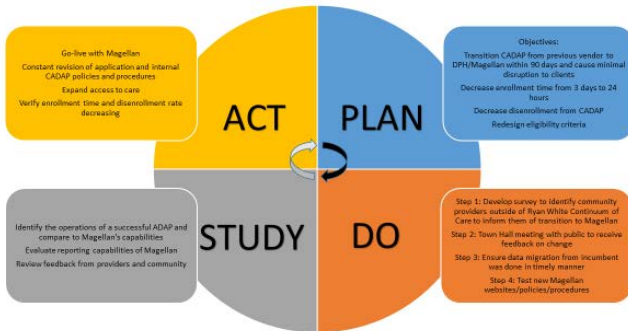 Go-live with Magellan
Constant revision of application and internal
CADAP policies and procedures
Expand access to care
Verify enrollment time and disenrollment rate
decreasing
ACT
PLAN
Objectives:
Transition CADAP from previous vendor to
DPH/Magellan within 90 days and cause minimal
disruption to clients
Decrease enrollment time from 3 days to 24
hours
Decrease disenrollment from CADAP
Redesign eligibility criteria
Identify the operations of a successful ADAP and
compare to Magellan's capabilities
Evaluate reporting capabilities of Magellan
Review feedback from providers and community
STUDY
DO
Step 1: Develop survey to identify community
providers outside of Ryan White Continuum of
Care to inform them of transition to Magellan
Step 2: Town Hall meeting with public to receive
feedback on change
Step 3: Ensure data migration from incumbent
was done in timely manner
Step 4: Test new Magellan
websites/policies/procedures